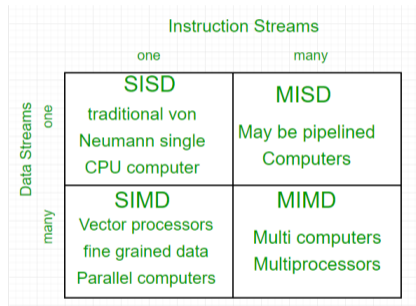 Instruction Streams
one
many
Data Streams
one
many
SISD
traditional von
Neumann single
CPU computer
MISD
May be pipelined
Computers
SIMD
Vector processors
fine grained data
Parallel computers
MIMD
Multi computers
Multiprocessors